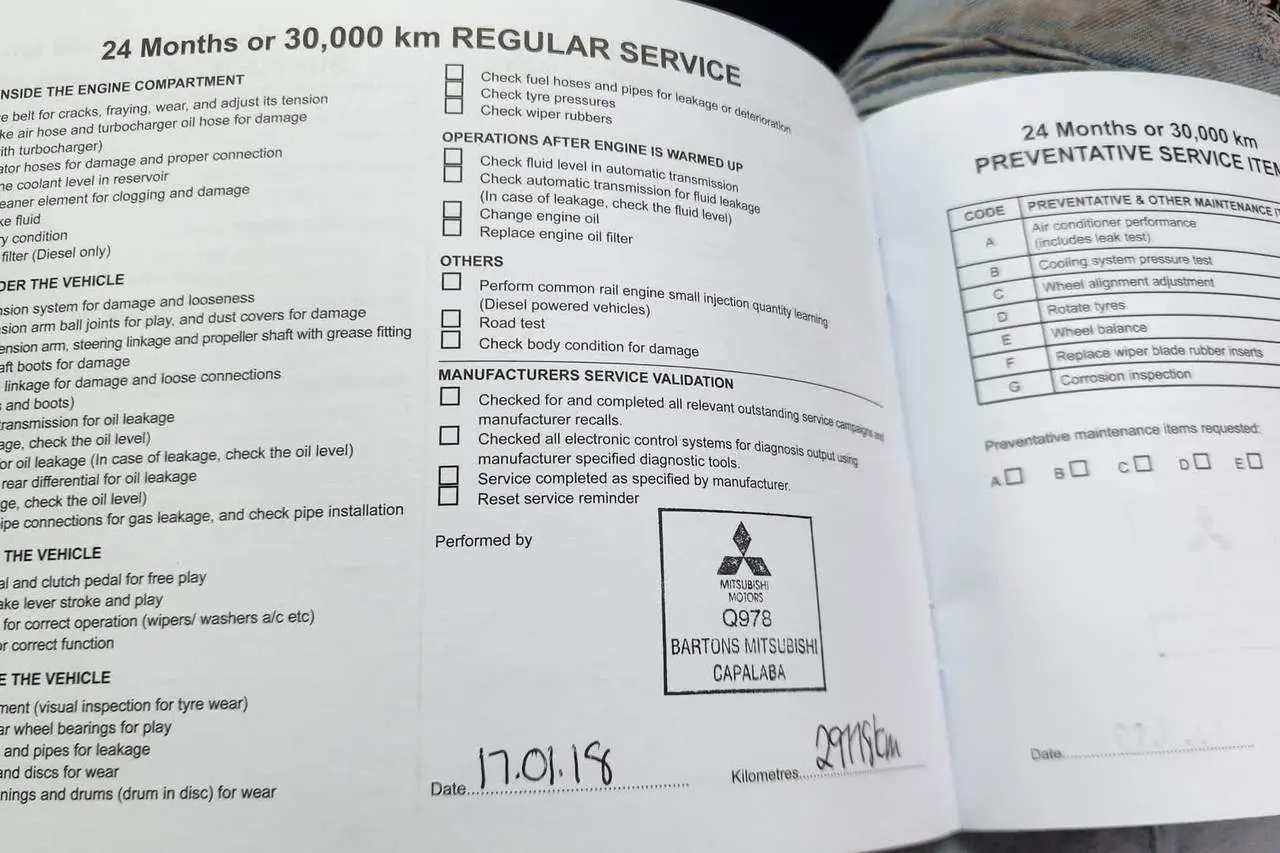 24 Months or 30,000 km REGULAR SERVICE
NSIDE THE ENGINE COMPARTMENT
e belt for cracks, fraying, wear, and adjust its tension
ke air hose and turbocharger oil hose for damage
ith turbocharger)
ator hoses for damage and proper connection
ne coolant level in reservoir
eaner element for clogging and damage
ke fluid
y condition
filter (Diesel only)
DER THE VEHICLE
nsion system for damage and looseness
sion arm ball joints for play, and dust covers for damage
ension arm, steering linkage and propeller shaft with grease fitting
aft boots for damage
linkage for damage and loose connections
s and boots)
transmission for oil leakage
age, check the oil level)
or oil leakage (In case of leakage, check the oil level)
rear differential for oil leakage
ge, check the oil level)
ipe connections for gas leakage, and check pipe installation
THE VEHICLE
al and clutch pedal for free play
ake lever stroke and play
for correct operation (wipers/ washers a/c etc)
or correct function
E THE VEHICLE
ment (visual inspection for tyre wear)
ar wheel bearings for play
and pipes for leakage
and discs for wear
nings and drums (drum in disc) for wear
Check fuel hoses and pipes for leakage or deterioration
Check tyre pressures
Check wiper rubbers
OPERATIONS AFTER ENGINE IS WARMED UP
Check fluid level in automatic transmission
Check automatic transmission for fluid leakage
(In case of leakage, check the fluid level)
Change engine oil
Replace engine oil filter
OTHERS
Perform common rail engine small injection quantity learning
(Diesel powered vehicles)
Road test
Check body condition for damage
MANUFACTURERS SERVICE VALIDATION
Checked for and completed all relevant outstanding service campaigns and
manufacturer recalls.
Checked all electronic control systems for diagnosis output using
manufacturer specified diagnostic tools.
Service completed as specified by manufacturer.
Reset service reminder
Performed by
MITSUBISHI
MOTORS
Q978
BARTONS MITSUBISHI
CAPALABA
Date 17.01.18
Kilometres
24 Months or 30,000 km
PREVENTATIVE SERVICE ITEM
CODE PREVENTATIVE & OTHER MAINTENANCE IT
A Air conditioner performance
(includes leak test)
B Cooling system pressure test
C Wheel alignment adjustment
D Rotate tyres
E Wheel balance
F Replace wiper blade rubber inserts
G Corrosion inspection
Preventative maintenance items requested:
A B C D E
Date